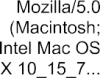 Mozilla/5.0
(Macintosh;
Intel Mac OS
X 10_15_7...